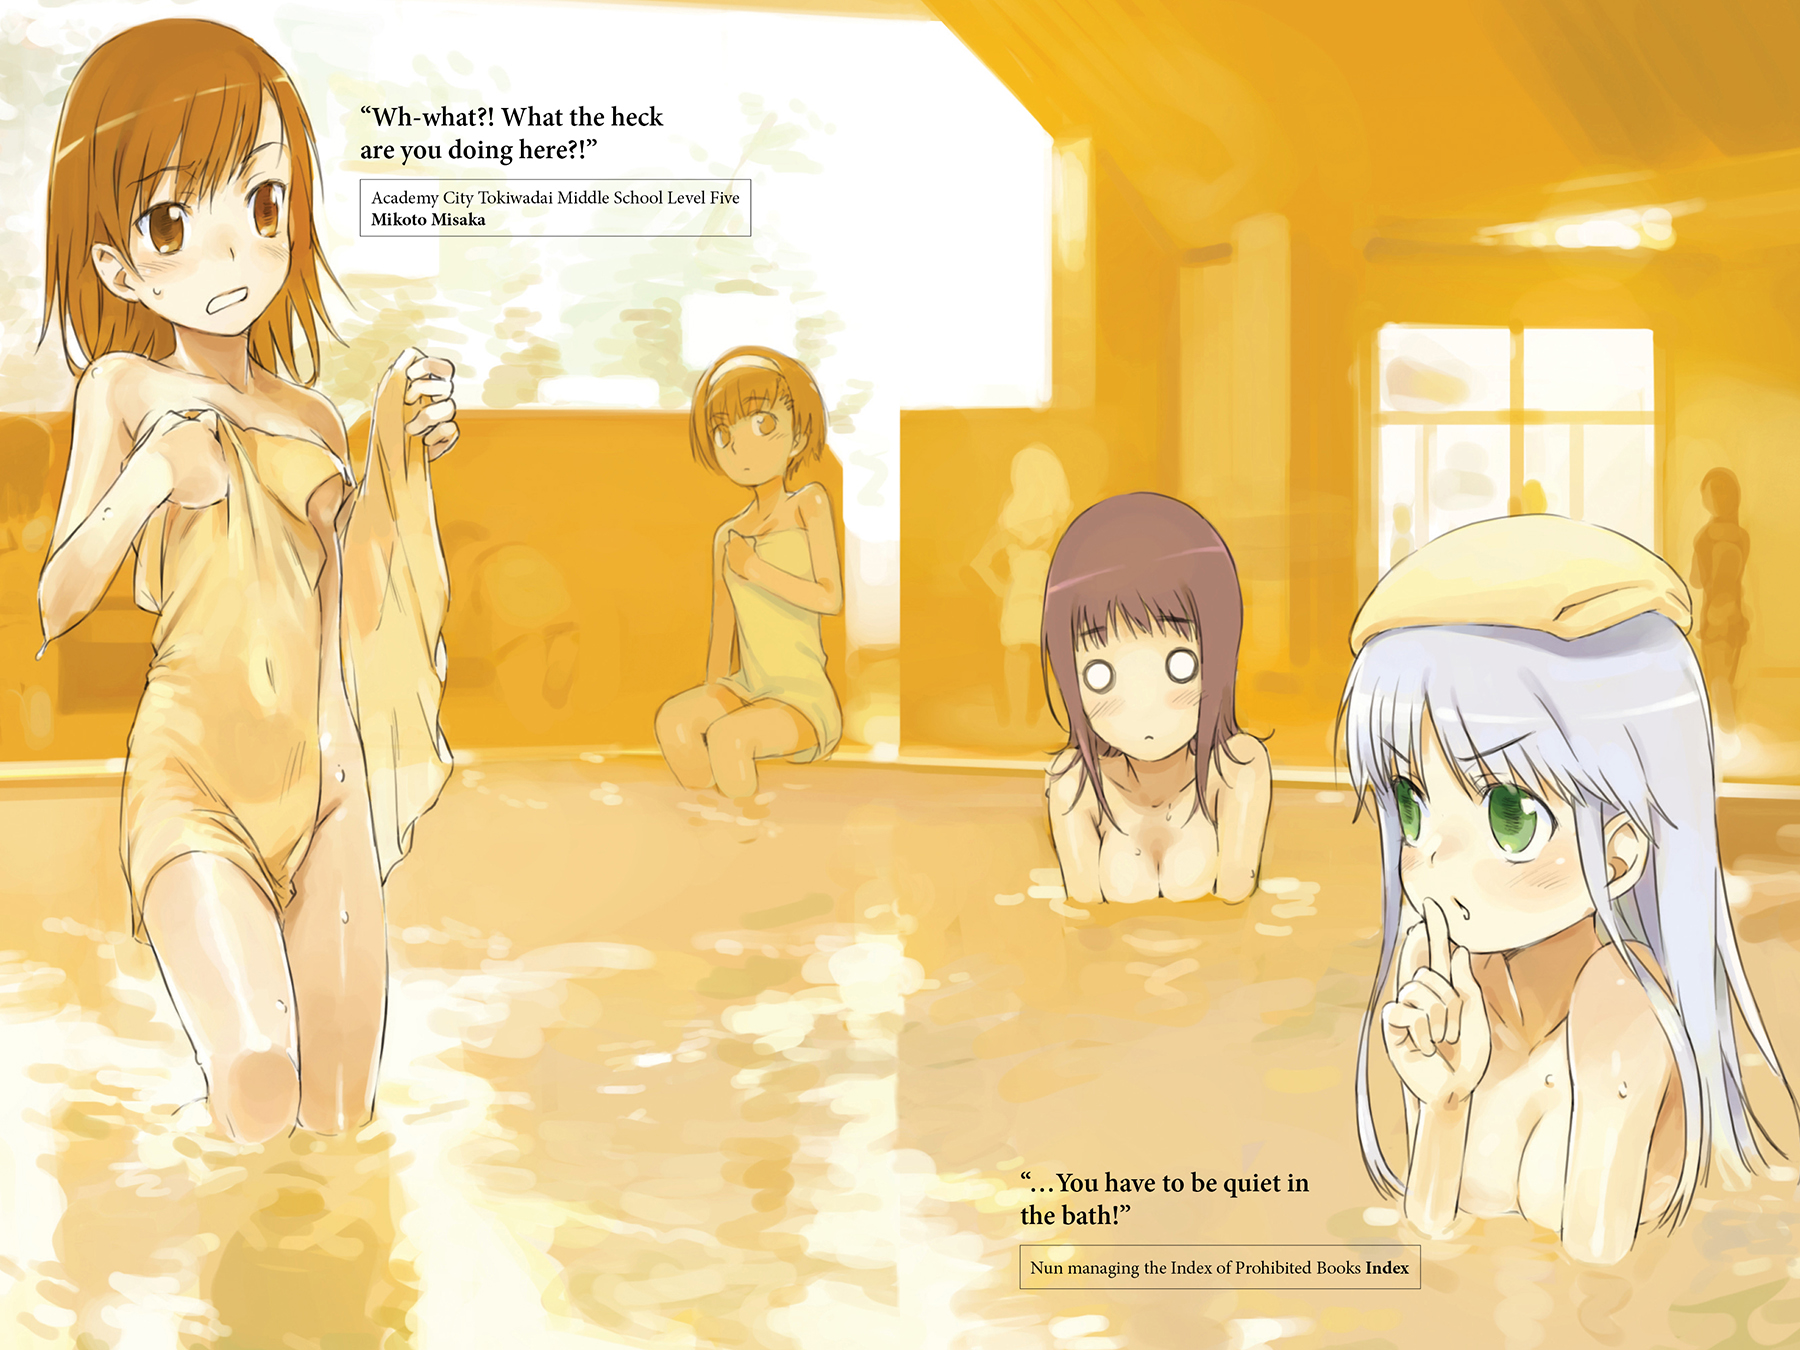 “Wh-what?! What the heck
are you doing here?!”
Academy City Tokiwadai Middle School Level Five
Mikoto Misaka
“…You have to be quiet in
the bath!”
Nun managing the Index of Prohibited Books Index